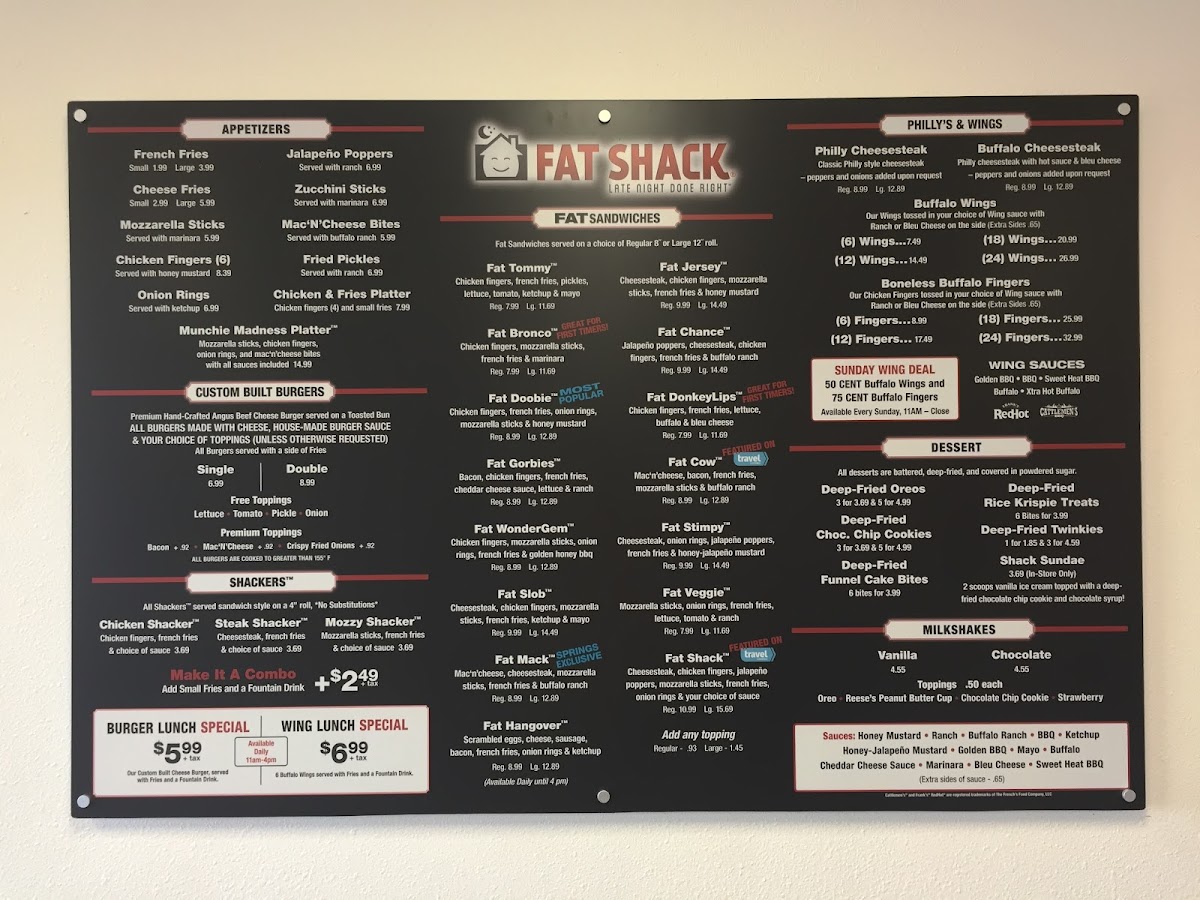 APPETIZERS
French Fries
Small 1.99 Large 3.99
Cheese Fries
Small 2.99 Large 5.99
Mozzarella Sticks
Served with marinara 5.99
Chicken Fingers (6)
Served with honey mustard 8.39
Onion Rings
Served with ketchup 6.99
Jalapeño Poppers
Served with ranch 6.99
Zucchini Sticks
Served with marinara 6.99
Mac'N'Cheese Bites
Served with buffalo ranch 5.99
Fried Pickles
Served with ranch 6.99
Chicken & Fries Platter
Chicken fingers (4) and small fries 7.99
Munchie Madness Platter™
Mozzarella sticks, chicken fingers,
onion rings, and mac'n'cheese bites
with all sauces included 14.99
CUSTOM BUILT BURGERS
Premium Hand-Crafted Angus Beef Cheese Burger served on a Toasted Bun
ALL BURGERS MADE WITH CHEESE, HOUSE-MADE BURGER SAUCE
& YOUR CHOICE OF TOPPINGS (UNLESS OTHERWISE REQUESTED)
All Burgers served with a side of Fries
Single
6.99
Double
8.99
Free Toppings
Lettuce • Tomato • Pickle • Onion
Premium Toppings
Bacon + .92 • Mac'N'Cheese + .92 • Crispy Fried Onions + .92
ALL BURGERS ARE COOKED TO GREATER THAN 155° F
SHACKERS™
All Shackers™ served sandwich style on a 4" roll, *No Substitutions*
Chicken Shacker™
Chicken fingers, french fries
& choice of sauce 3.69
Steak Shacker™
Cheesesteak, french fries
& choice of sauce 3.69
Mozzy Shacker™
Mozzarella sticks, french fries
& choice of sauce 3.69
Make It A Combo
Add Small Fries and a Fountain Drink
+$2.49 + tax
BURGER LUNCH SPECIAL
$5.99 + tax
Our Custom Built Cheese Burger, served
with Fries and a Fountain Drink.
Available
Daily
11am-4pm
WING LUNCH SPECIAL
$6.99 + tax
6 Buffalo Wings served with Fries and a Fountain Drink.
FAT SHACK
LATE NIGHT DONE RIGHT™
FAT SANDWICHES
Fat Sandwiches served on a choice of Regular 8" or Large 12" roll.
Fat Tommy™
Chicken fingers, french fries, pickles,
lettuce, tomato, ketchup & mayo
Reg. 7.99 Lg. 11.69
Fat Bronco™
GREAT FOR
FIRST TIMERS!
Chicken fingers, mozzarella sticks,
french fries & marinara
Reg. 7.99 Lg. 11.69
Fat Doobie™
MOST
POPULAR
Chicken fingers, french fries, onion rings,
mozzarella sticks & honey mustard
Reg. 8.99 Lg. 12.89
Fat Gorbies™
Bacon, chicken fingers, french fries,
cheddar cheese sauce, lettuce & ranch
Reg. 8.99 Lg. 12.89
Fat WonderGem™
Chicken fingers, mozzarella sticks, onion
rings, french fries & golden honey bbq
Reg. 8.99 Lg. 12.89
Fat Slob™
Cheesesteak, chicken fingers, mozzarella
sticks, french fries, ketchup & mayo
Reg. 9.99 Lg. 14.49
Fat Mack™
SPRINGS
EXCLUSIVE
Mac'n'cheese, cheesesteak, mozzarella
sticks, french fries & buffalo ranch
Reg. 8.99 Lg. 12.89
Fat Hangover™
Scrambled eggs, cheese, sausage,
bacon, french fries, onion rings & ketchup
Reg. 8.99 Lg. 12.89
(Available Daily until 4 pm)
Fat Jersey™
Cheesesteak, chicken fingers, mozzarella
sticks, french fries & honey mustard
Reg. 9.99 Lg. 14.49
Fat Chance™
Jalapeño poppers, cheesesteak, chicken
fingers, french fries & buffalo ranch
Reg. 9.99 Lg. 14.49
Fat DonkeyLips™
GREAT FOR
FIRST TIMERS!
Chicken fingers, french fries, lettuce,
buffalo & bleu cheese
Reg. 7.99 Lg. 11.69
Fat Cow™
FEATURED ON
travel
Mac'n'cheese, bacon, french fries,
mozzarella sticks & buffalo ranch
Reg. 8.99 Lg. 12.89
Fat Stimpy™
Cheesesteak, onion rings, jalapeño poppers,
french fries & honey-jalapeño mustard
Reg. 9.99 Lg. 14.49
Fat Veggie™
Mozzarella sticks, onion rings, french fries,
lettuce, tomato & ranch
Reg. 7.99 Lg. 11.69
Fat Shack™
FEATURED ON
travel
Cheesesteak, chicken fingers, jalapeño
poppers, mozzarella sticks, french fries,
onion rings & your choice of sauce
Reg. 10.99 Lg. 15.69
Add any topping
Regular - .93 Large - 1.45
PHILLY'S & WINGS
Philly Cheesesteak
Classic Philly style cheesesteak
– peppers and onions added upon request
Reg. 8.99 Lg. 12.89
Buffalo Cheesesteak
Philly cheesesteak with hot sauce & bleu cheese
– peppers and onions added upon request
Reg. 8.99 Lg. 12.89
Buffalo Wings
Our Wings tossed in your choice of Wing sauce with
Ranch or Bleu Cheese on the side (Extra Sides .65)
(6) Wings...7.49
(18) Wings...20.99
(12) Wings...14.49
(24) Wings...26.99
Boneless Buffalo Fingers
Our Chicken Fingers tossed in your choice of Wing sauce with
Ranch or Bleu Cheese on the side (Extra Sides .65)
(6) Fingers...8.99
(18) Fingers...25.99
(12) Fingers...17.49
(24) Fingers...32.99
SUNDAY WING DEAL
50 CENT Buffalo Wings and
75 CENT Buffalo Fingers
Available Every Sunday, 11AM – Close
WING SAUCES
Golden BBQ • BBQ • Sweet Heat BBQ
Buffalo • Xtra Hot Buffalo
RedHot
CATTLEMEN'S
DESSERT
All desserts are battered, deep-fried, and covered in powdered sugar.
Deep-Fried Oreos
3 for 3.69 & 5 for 4.99
Deep-Fried
Choc. Chip Cookies
3 for 3.69 & 5 for 4.99
Deep-Fried
Funnel Cake Bites
6 bites for 3.99
Deep-Fried
Rice Krispie Treats
6 Bites for 3.99
Deep-Fried Twinkies
1 for 1.85 & 3 for 4.59
Shack Sundae
3.69 (In-Store Only)
2 scoops vanilla ice cream topped with a deep-
fried chocolate chip cookie and chocolate syrup!
MILKSHAKES
Vanilla
4.55
Chocolate
4.55
Toppings .50 each
Oreo • Reese's Peanut Butter Cup • Chocolate Chip Cookie • Strawberry
Sauces: Honey Mustard • Ranch • Buffalo Ranch • BBQ • Ketchup
Honey-Jalapeño Mustard • Golden BBQ • Mayo • Buffalo
Cheddar Cheese Sauce • Marinara • Bleu Cheese • Sweet Heat BBQ
(Extra sides of sauce - .65)
Cattlemen's® and Frank's® RedHot® are registered trademarks of The French's Food Company, LLC